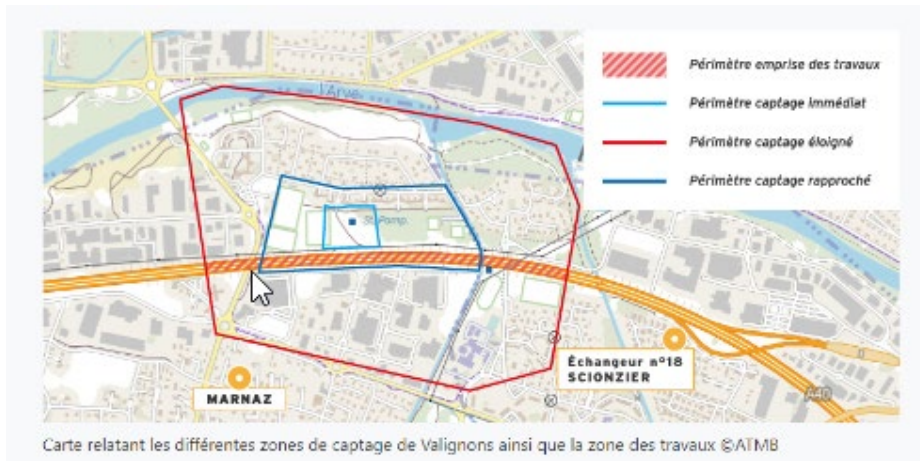 l'Arve
Périmètre emprise des travaux
Périmètre captage immédiat
Périmètre captage éloigné
Périmètre captage rapproché
St. Pomp.
Échangeur n°18
SCIONZIER
MARNAZ
A40
Carte relatant les différentes zones de captage de Valignons ainsi que la zone des travaux ©ATMB